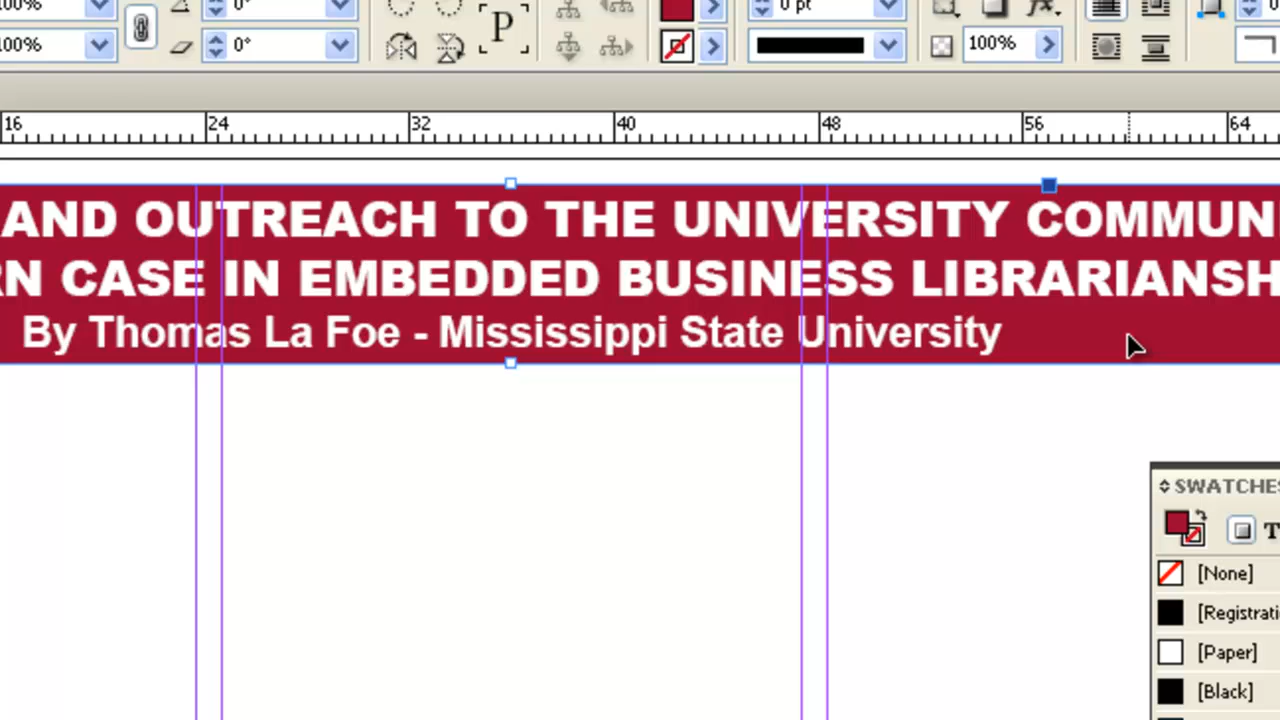 100% 0° 0 pt
100% 0° P 100%
16 24 32 40 48 56 64
AND OUTREACH TO THE UNIVERSITY COMMUN
RN CASE IN EMBEDDED BUSINESS LIBRARIANSH
By Thomas La Foe - Mississippi State University
SWATCHES
T
[None]
[Registrati
[Paper]
[Black]